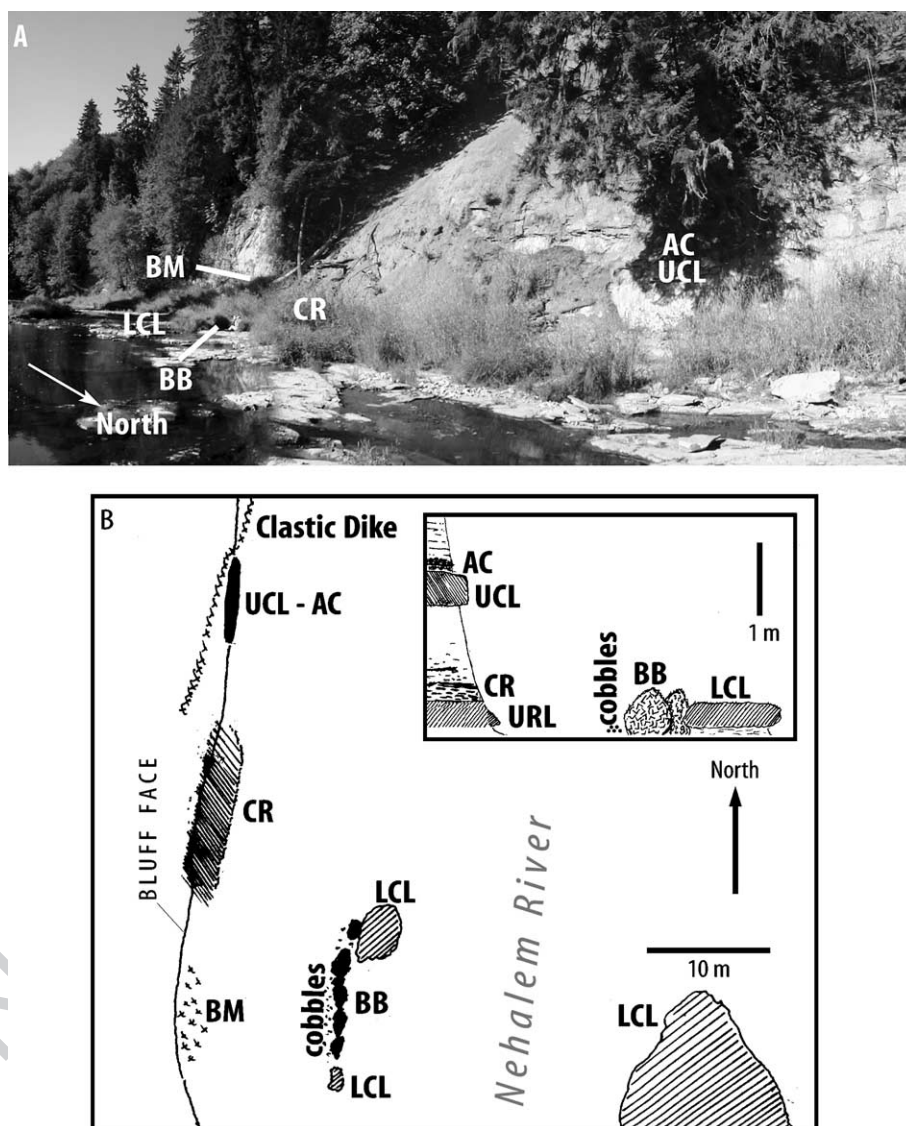 A
BM
LCL
CR
BB
AC
UCL
North
B
Clastic Dike
UCL - AC
CR
BLUFF FACE
BM
cobbles
BB
LCL
LCL
AC
UCL
1 m
CR
URL
cobbles
BB
LCL
North
10 m
Nehalem River
LCL